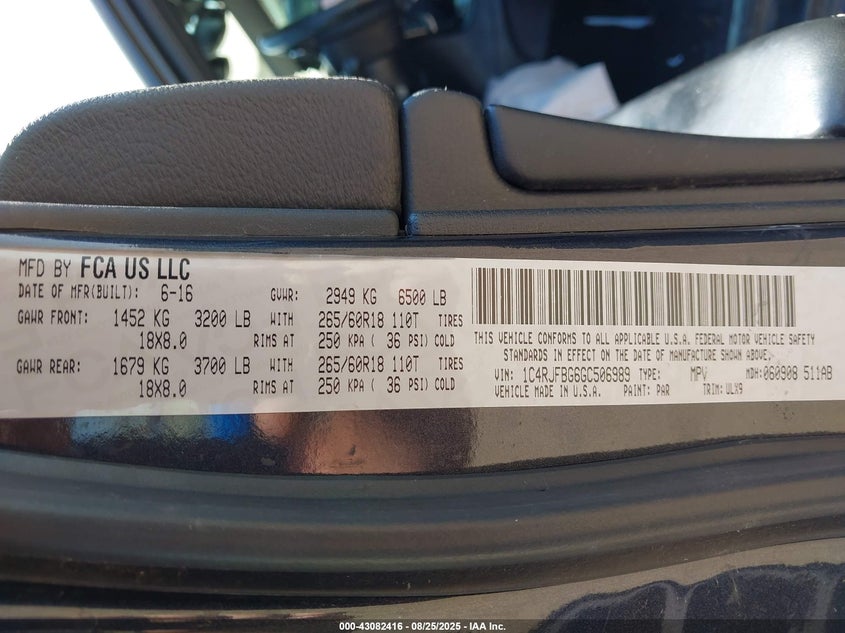 MFD BY FCA US LLC
DATE OF MFR(BUILT): 6-16 GVWR: 2949 KG 6500 LB
GAWR FRONT: 1452 KG 3200 LB WITH 265/60R18 110T TIRES
18X8.0 RIMS AT 250 KPA ( 36 PSI) COLD
GAWR REAR: 1679 KG 3700 LB WITH 265/60R18 110T TIRES
18X8.0 RIMS AT 250 KPA ( 36 PSI) COLD
THIS VEHICLE CONFORMS TO ALL APPLICABLE U.S.A. FEDERAL MOTOR VEHICLE SAFETY
STANDARDS IN EFFECT ON THE DATE OF MANUFACTURE SHOWN ABOVE.
VIN: 1C4RJFBG6GC506989 TYPE: MPV MDH: 060908 511AB
VEHICLE MADE IN U.S.A. PAINT: PAR TRIM: ULX9
000-43082416 - 08/25/2025 - IAA Inc.